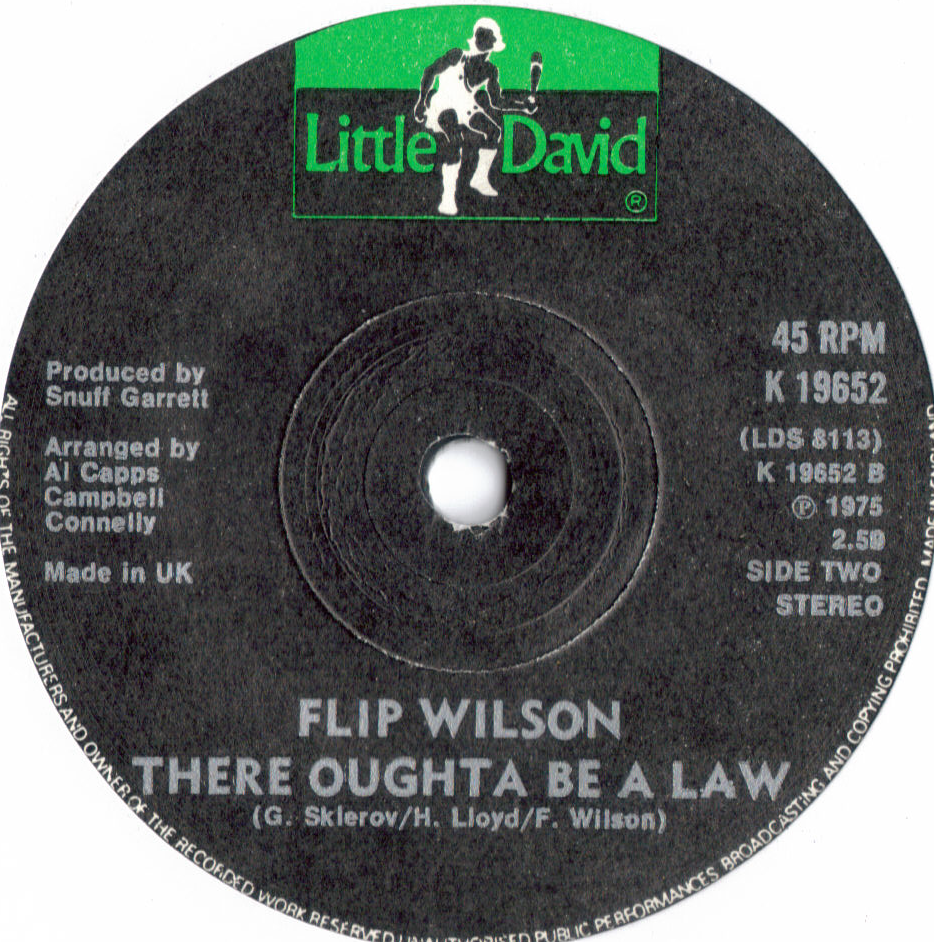 Little David
®
45 RPM
K 19652
(LDS 8113)
K 19652 B
℗ 1975
2.50
SIDE TWO
STEREO
Produced by
Snuff Garrett
Arranged by
Al Capps
Campbell
Connelly
Made in UK
FLIP WILSON
THERE OUGHTA BE A LAW
(G. Sklerov/H. Lloyd/F. Wilson)
ALL RIGHTS OF THE MANUFACTURERS AND OWNER OF THE RECORDED WORK RESERVED UNAUTHORISED PUBLIC PERFORMANCES BROADCASTING AND COPYING PROHIBITED. MADE IN ENGLAND